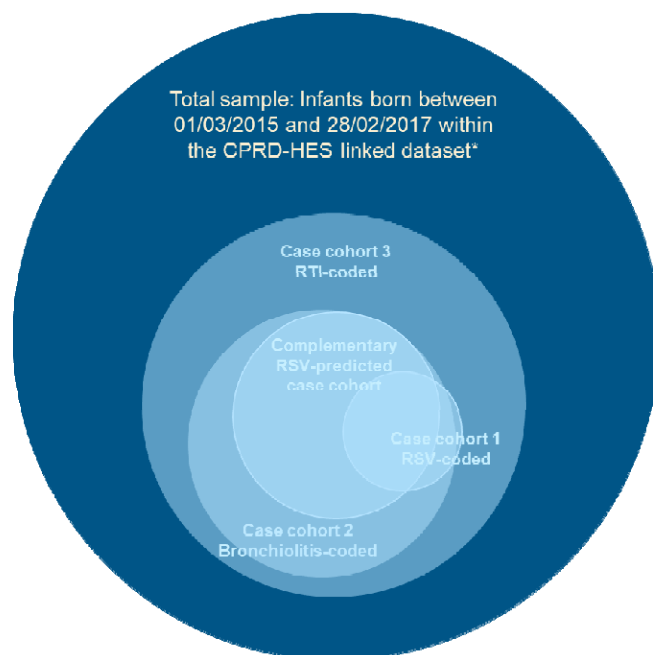 Total sample: Infants born between
01/03/2015 and 28/02/2017 within
the CPRD-HES linked dataset*
Case cohort 3
RTI-coded
Complementary
RSV-predicted
case cohort
Case cohort 1
RSV-coded
Case cohort 2
Bronchiolitis-coded